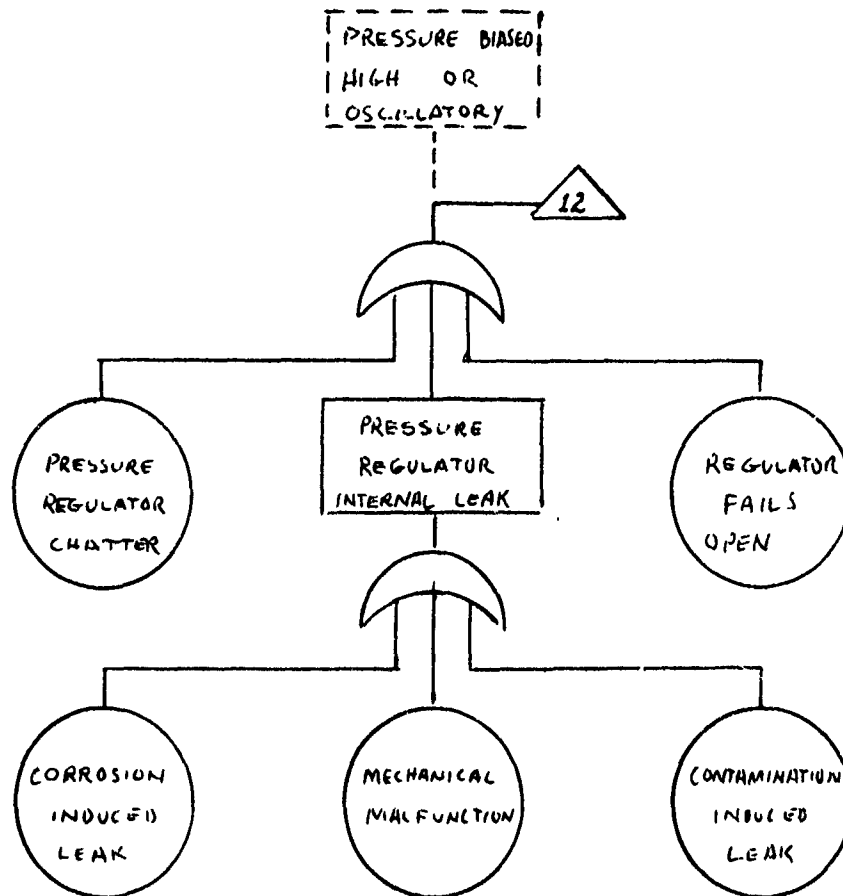 PRESSURE BIASED
HIGH OR
OSCILLATORY
12
PRESSURE
REGULATOR
CHATTER
PRESSURE
REGULATOR
INTERNAL LEAK
REGULATOR
FAILS
OPEN
CORROSION
INDUCED
LEAK
MECHANICAL
MALFUNCTION
CONTAMINATION
INDUCED
LEAK